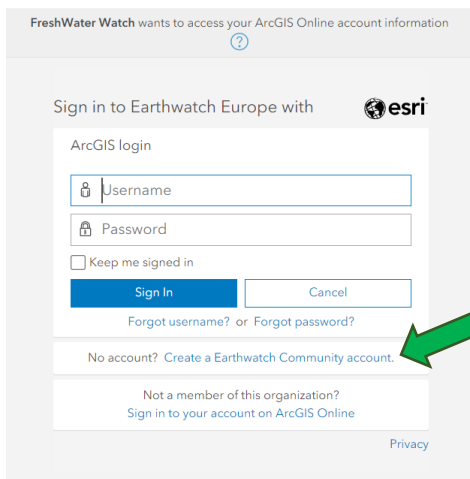 FreshWater Watch wants to access your ArcGIS Online account information
?
Sign in to Earthwatch Europe with
esri
ArcGIS login
Username
Password
Keep me signed in
Sign In
Cancel
Forgot username? or Forgot password?
No account? Create a Earthwatch Community account.
Not a member of this organization?
Sign in to your account on ArcGIS Online
Privacy